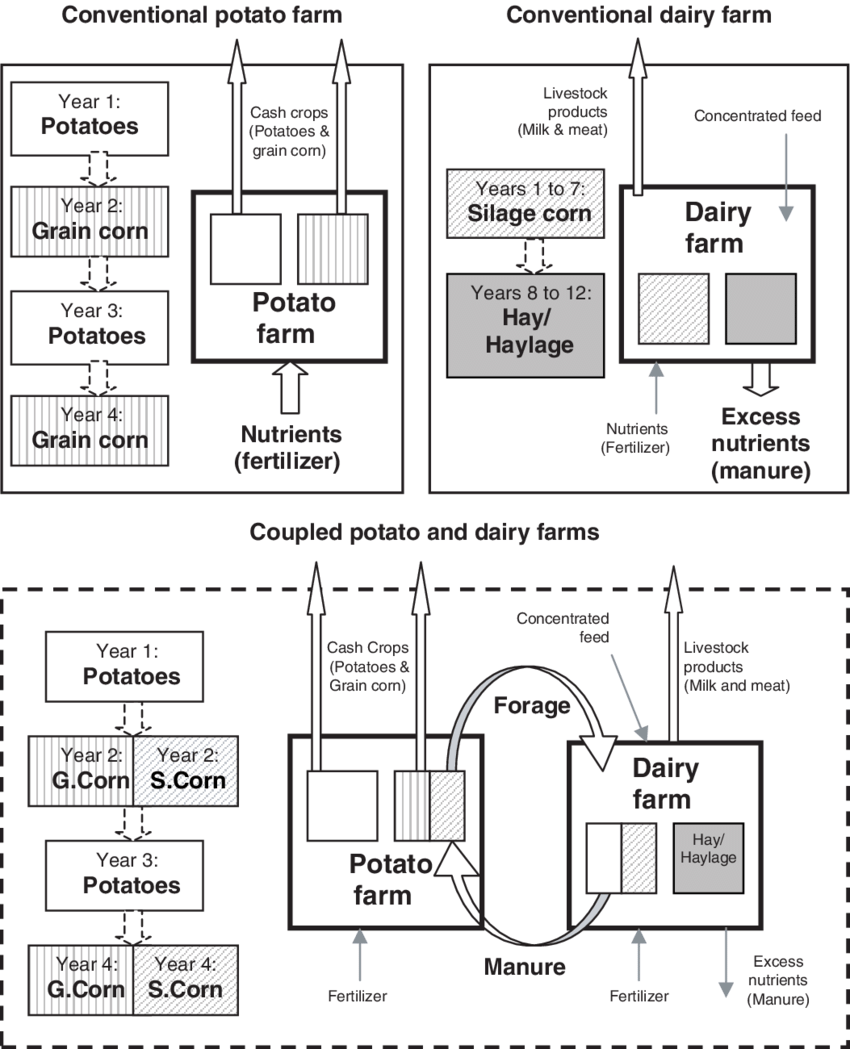 Conventional potato farm
Year 1:
Potatoes
Year 2:
Grain corn
Year 3:
Potatoes
Year 4:
Grain corn
Cash crops
(Potatoes &
grain corn)
Potato
farm
Nutrients
(fertilizer)
Conventional dairy farm
Livestock
products
(Milk & meat)
Concentrated feed
Years 1 to 7:
Silage corn
Years 8 to 12:
Hay/
Haylage
Dairy
farm
Nutrients
(Fertilizer)
Excess
nutrients
(manure)
Coupled potato and dairy farms
Year 1:
Potatoes
Year 2:
G.Corn
Year 2:
S.Corn
Year 3:
Potatoes
Year 4:
G.Corn
Year 4:
S.Corn
Cash Crops
(Potatoes &
Grain corn)
Potato
farm
Fertilizer
Forage
Manure
Concentrated
feed
Livestock
products
(Milk and meat)
Dairy
farm
Hay/
Haylage
Fertilizer
Excess
nutrients
(Manure)